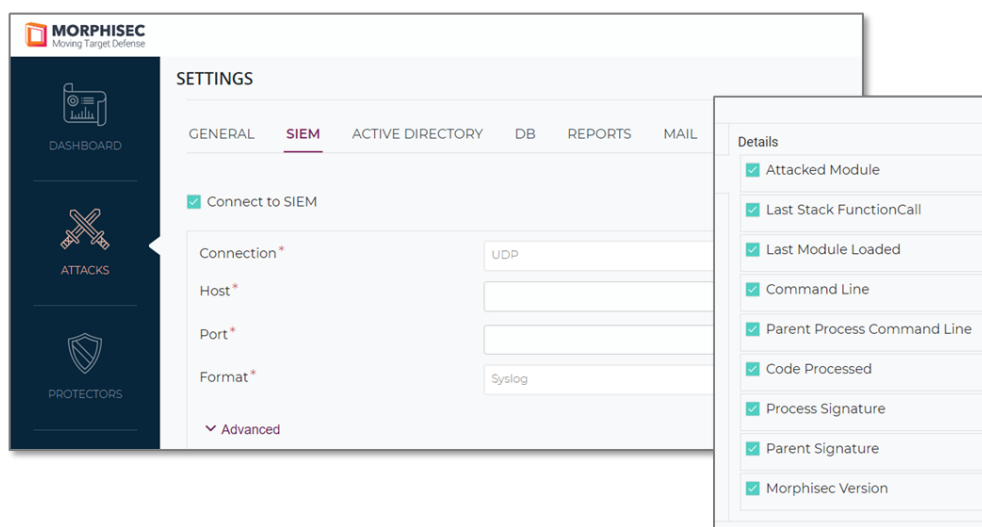 MORPHISEC
Moving Target Defense
DASHBOARD
ATTACKS
PROTECTORS
SETTINGS
GENERAL SIEM ACTIVE DIRECTORY DB REPORTS MAIL
Connect to SIEM
Connection* UDP
Host*
Port*
Format* Syslog
Advanced
Details
Attacked Module
Last Stack FunctionCall
Last Module Loaded
Command Line
Parent Process Command Line
Code Processed
Process Signature
Parent Signature
Morphisec Version